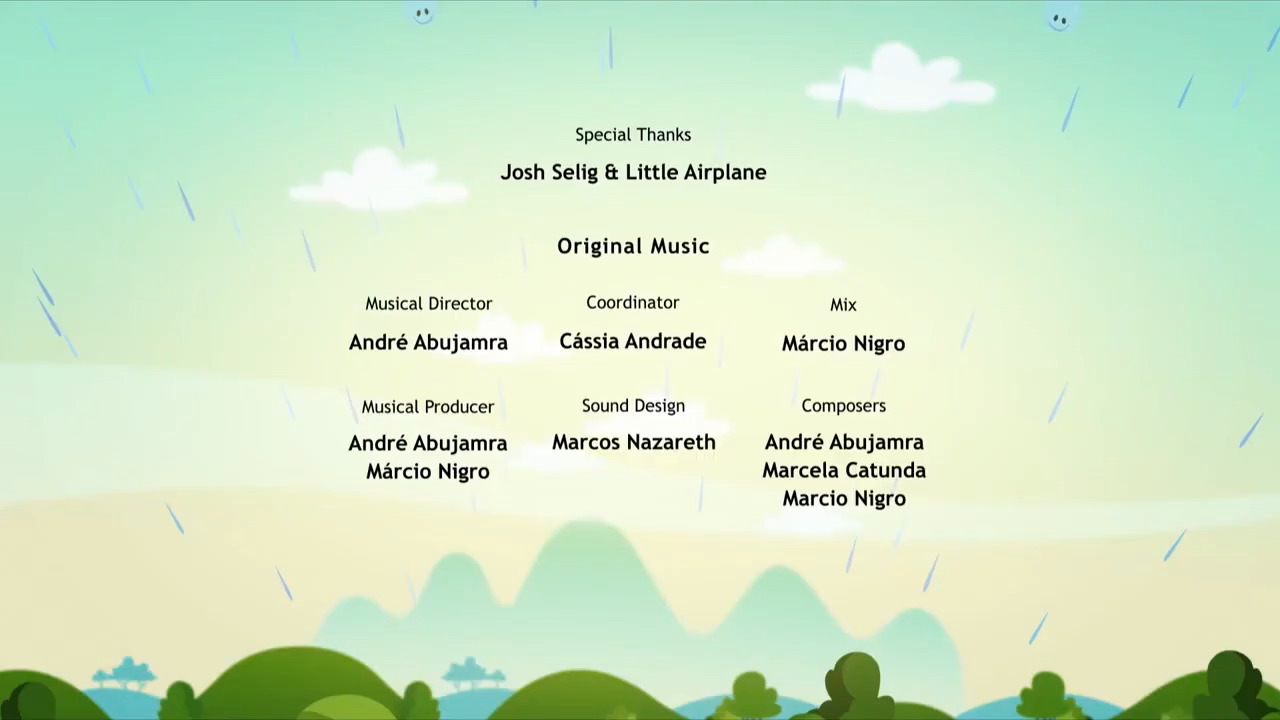 Special Thanks
Josh Selig & Little Airplane
Original Music
Musical Director
André Abujamra
Coordinator
Cássia Andrade
Mix
Márcio Nigro
Musical Producer
André Abujamra
Márcio Nigro
Sound Design
Marcos Nazareth
Composers
André Abujamra
Marcela Catunda
Marcio Nigro